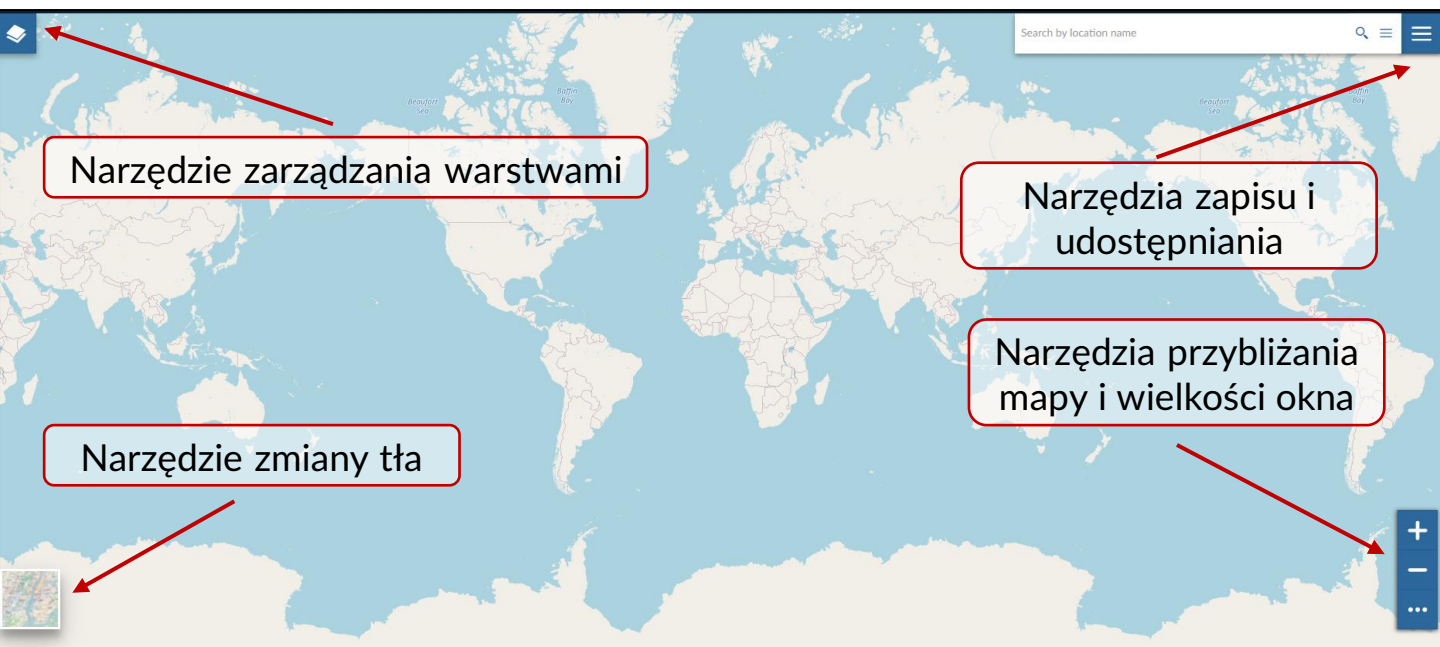 Search by location name
Beaufort
Sea
Baffin
Bay
Beaufort
Sea
Bay
Narzędzie zarządzania warstwami
Narzędzia zapisu i
udostępniania
Narzędzia przybliżania
mapy i wielkości okna
Narzędzie zmiany tła